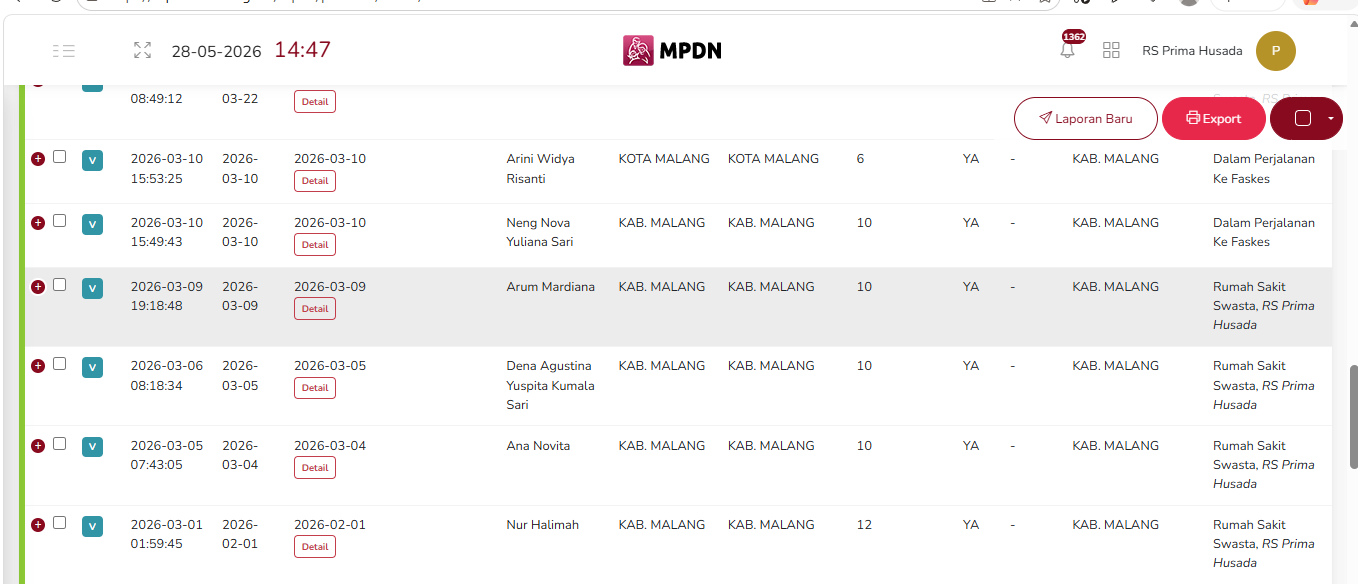 28-05-2026 14:47
MPDN
1362
RS Prima Husada
P
08:49:12 03-22 Detail
Laporan Baru
Export
V 2026-03-10 2026- 2026-03-10 Arini Widya KOTA MALANG KOTA MALANG 6 YA - KAB. MALANG Dalam Perjalanan
15:53:25 03-10 Detail Risanti Ke Faskes
V 2026-03-10 2026- 2026-03-10 Neng Nova KAB. MALANG KAB. MALANG 10 YA - KAB. MALANG Dalam Perjalanan
15:49:43 03-10 Detail Yuliana Sari Ke Faskes
V 2026-03-09 2026- 2026-03-09 Arum Mardiana KAB. MALANG KAB. MALANG 10 YA - KAB. MALANG Rumah Sakit
19:18:48 03-09 Detail Swasta, RS Prima
Husada
V 2026-03-06 2026- 2026-03-05 Dena Agustina KAB. MALANG KAB. MALANG 10 YA - KAB. MALANG Rumah Sakit
08:18:34 03-05 Detail Yuspita Kumala Swasta, RS Prima
Sari Husada
V 2026-03-05 2026- 2026-03-04 Ana Novita KAB. MALANG KAB. MALANG 10 YA - KAB. MALANG Rumah Sakit
07:43:05 03-04 Detail Swasta, RS Prima
Husada
V 2026-03-01 2026- 2026-02-01 Nur Halimah KAB. MALANG KAB. MALANG 12 YA - KAB. MALANG Rumah Sakit
01:59:45 02-01 Detail Swasta, RS Prima
Husada